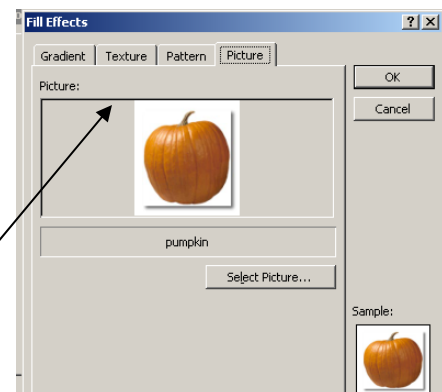 Fill Effects
Gradient Texture Pattern Picture
Picture:
OK
Cancel
pumpkin
Select Picture...
Sample: